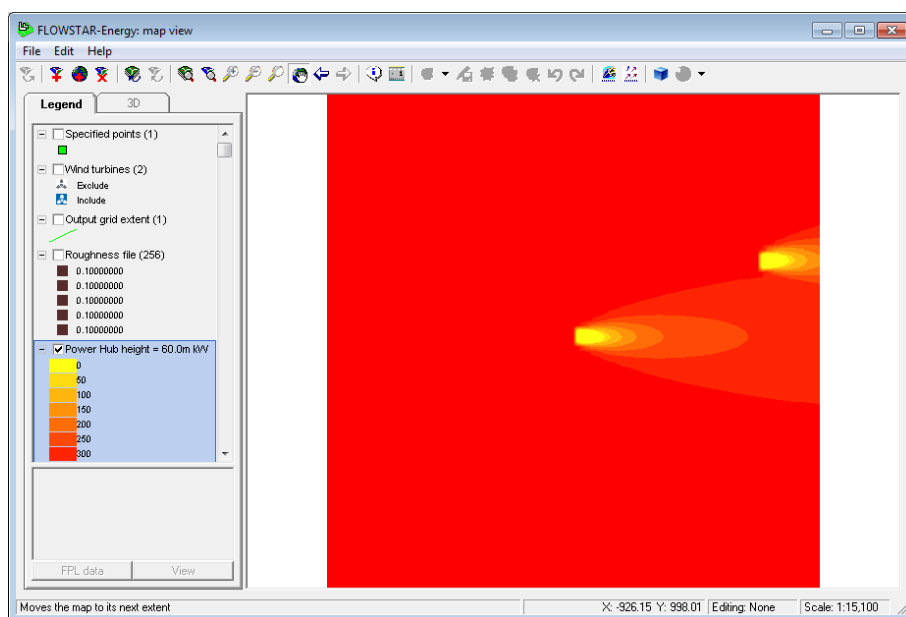 FLOWSTAR-Energy: map view
File Edit Help
Legend 3D
Specified points (1)
Wind turbines (2)
Exclude
Include
Output grid extent (1)
Roughness file (256)
0.10000000
0.10000000
0.10000000
0.10000000
0.10000000
Power Hub height = 60.0m kW
0
50
100
150
200
250
300
FPL data View
Moves the map to its next extent X: -926.15 Y: 998.01 Editing: None Scale: 1:15,100